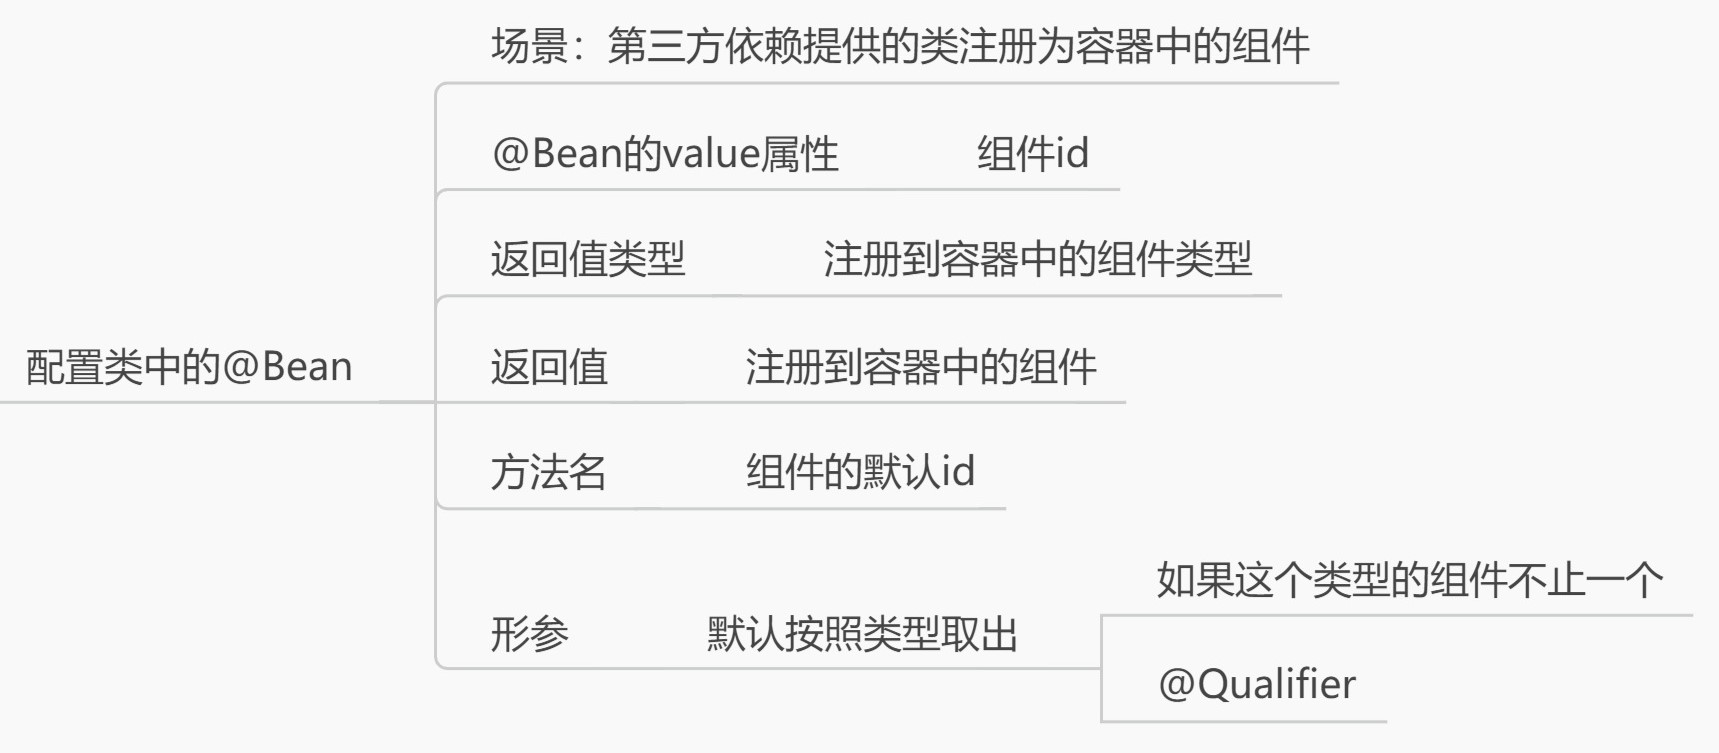 场景：第三方依赖提供的类注册为容器中的组件
@Bean的value属性 组件id
返回值类型 注册到容器中的组件类型
配置类中的@Bean
返回值 注册到容器中的组件
方法名 组件的默认id
形参 默认按照类型取出
如果这个类型的组件不止一个
@Qualifier